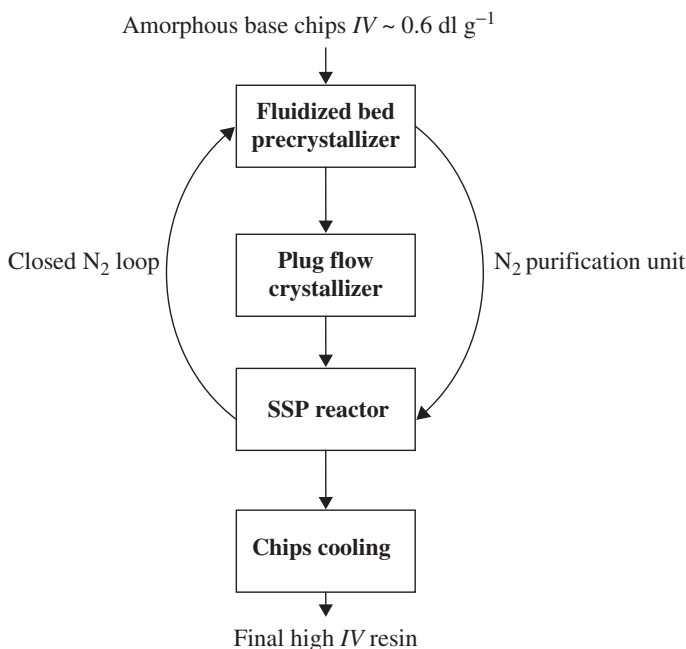 Amorphous base chips IV ~ 0.6 dl g⁻¹
Fluidized bed
precrystallizer
Closed N₂ loop
Plug flow
crystallizer
N₂ purification unit
SSP reactor
Chips cooling
Final high IV resin